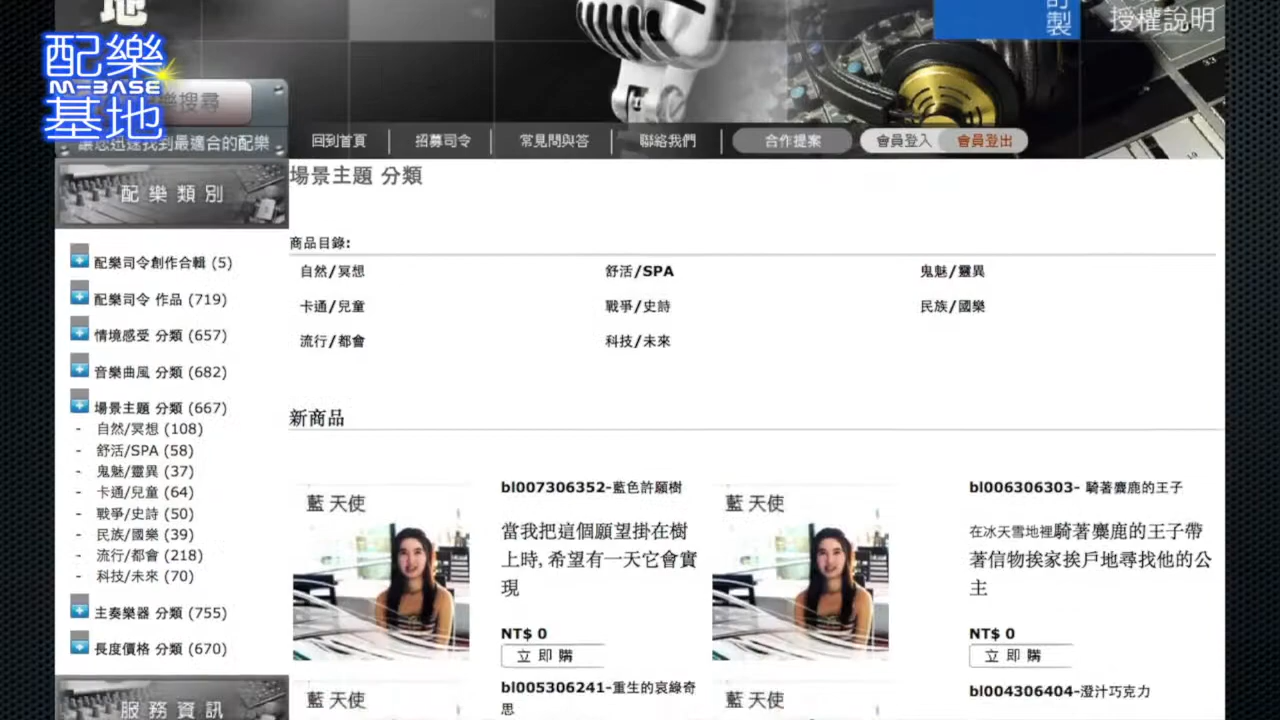 地
訂製
授權說明
配樂
M-BASE
基地
樂搜尋
讓您迅速找到最適合的配樂
回到首頁
招募司令
常見問與答
聯絡我們
合作提案
會員登入
會員登出
配樂類別
場景主題 分類
商品目錄:
自然/冥想
舒活/SPA
鬼魅/靈異
卡通/兒童
戰爭/史詩
民族/國樂
流行/都會
科技/未來
配樂司令創作合輯 (5)
配樂司令 作品 (719)
情境感受 分類 (657)
音樂曲風 分類 (682)
場景主題 分類 (667)
- 自然/冥想 (108)
- 舒活/SPA (58)
- 鬼魅/靈異 (37)
- 卡通/兒童 (64)
- 戰爭/史詩 (50)
- 民族/國樂 (39)
- 流行/都會 (218)
- 科技/未來 (70)
主奏樂器 分類 (755)
長度價格 分類 (670)
服務資訊
新商品
藍 天使
bl007306352-藍色許願樹
當我把這個願望掛在樹
上時, 希望有一天它會實
現
NT$ 0
立即購
藍 天使
bl006306303- 騎著麋鹿的王子
在冰天雪地裡騎著麋鹿的王子帶
著信物挨家挨戶地尋找他的公
主
NT$ 0
立即購
藍 天使
bl005306241-重生的哀綠奇
思
藍 天使
bl004306404-澄汁巧克力